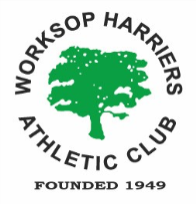 WORKSOP HARRIERS
ATHLETIC CLUB
FOUNDED 1949